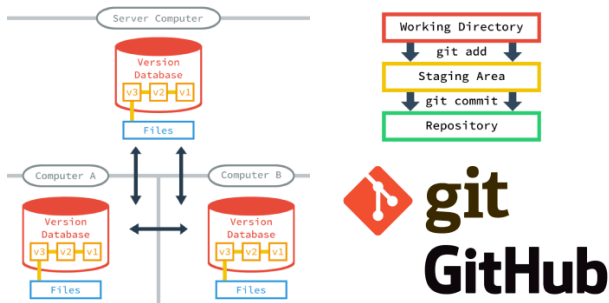 Server Computer
Version
Database
v3 v2 v1
Files
Computer A
Version
Database
v3 v2 v1
Files
Computer B
Version
Database
v3 v2 v1
Files
Working Directory
git add
Staging Area
git commit
Repository
git
GitHub